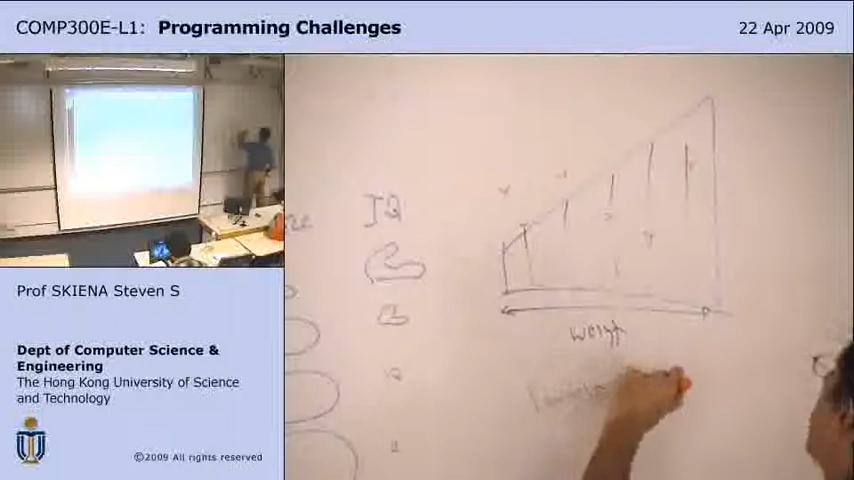 COMP300E-L1: Programming Challenges
22 Apr 2009
IQ
Prof SKIENA Steven S
Dept of Computer Science &
Engineering
The Hong Kong University of Science
and Technology
©2009 All rights reserved